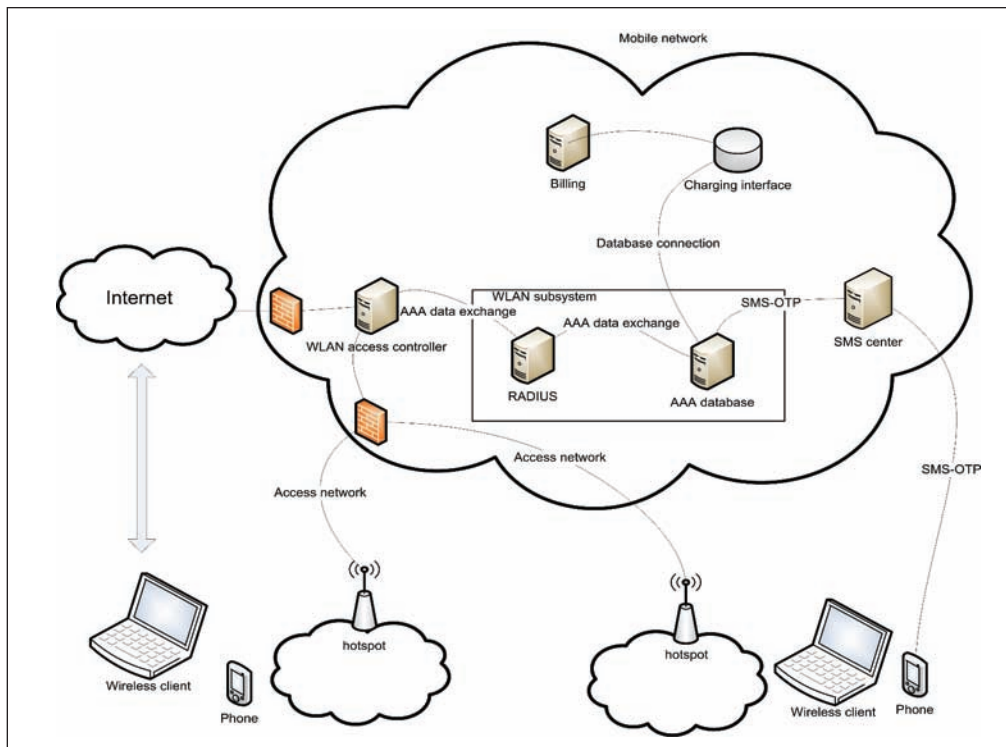 Mobile network
Billing
Charging interface
Database connection
Internet
WLAN subsystem
AAA data exchange
SMS-OTP
AAA data exchange
WLAN access controller
SMS center
RADIUS
AAA database
Access network
SMS-OTP
Access network
hotspot
hotspot
Wireless client
Phone
Wireless client
Phone